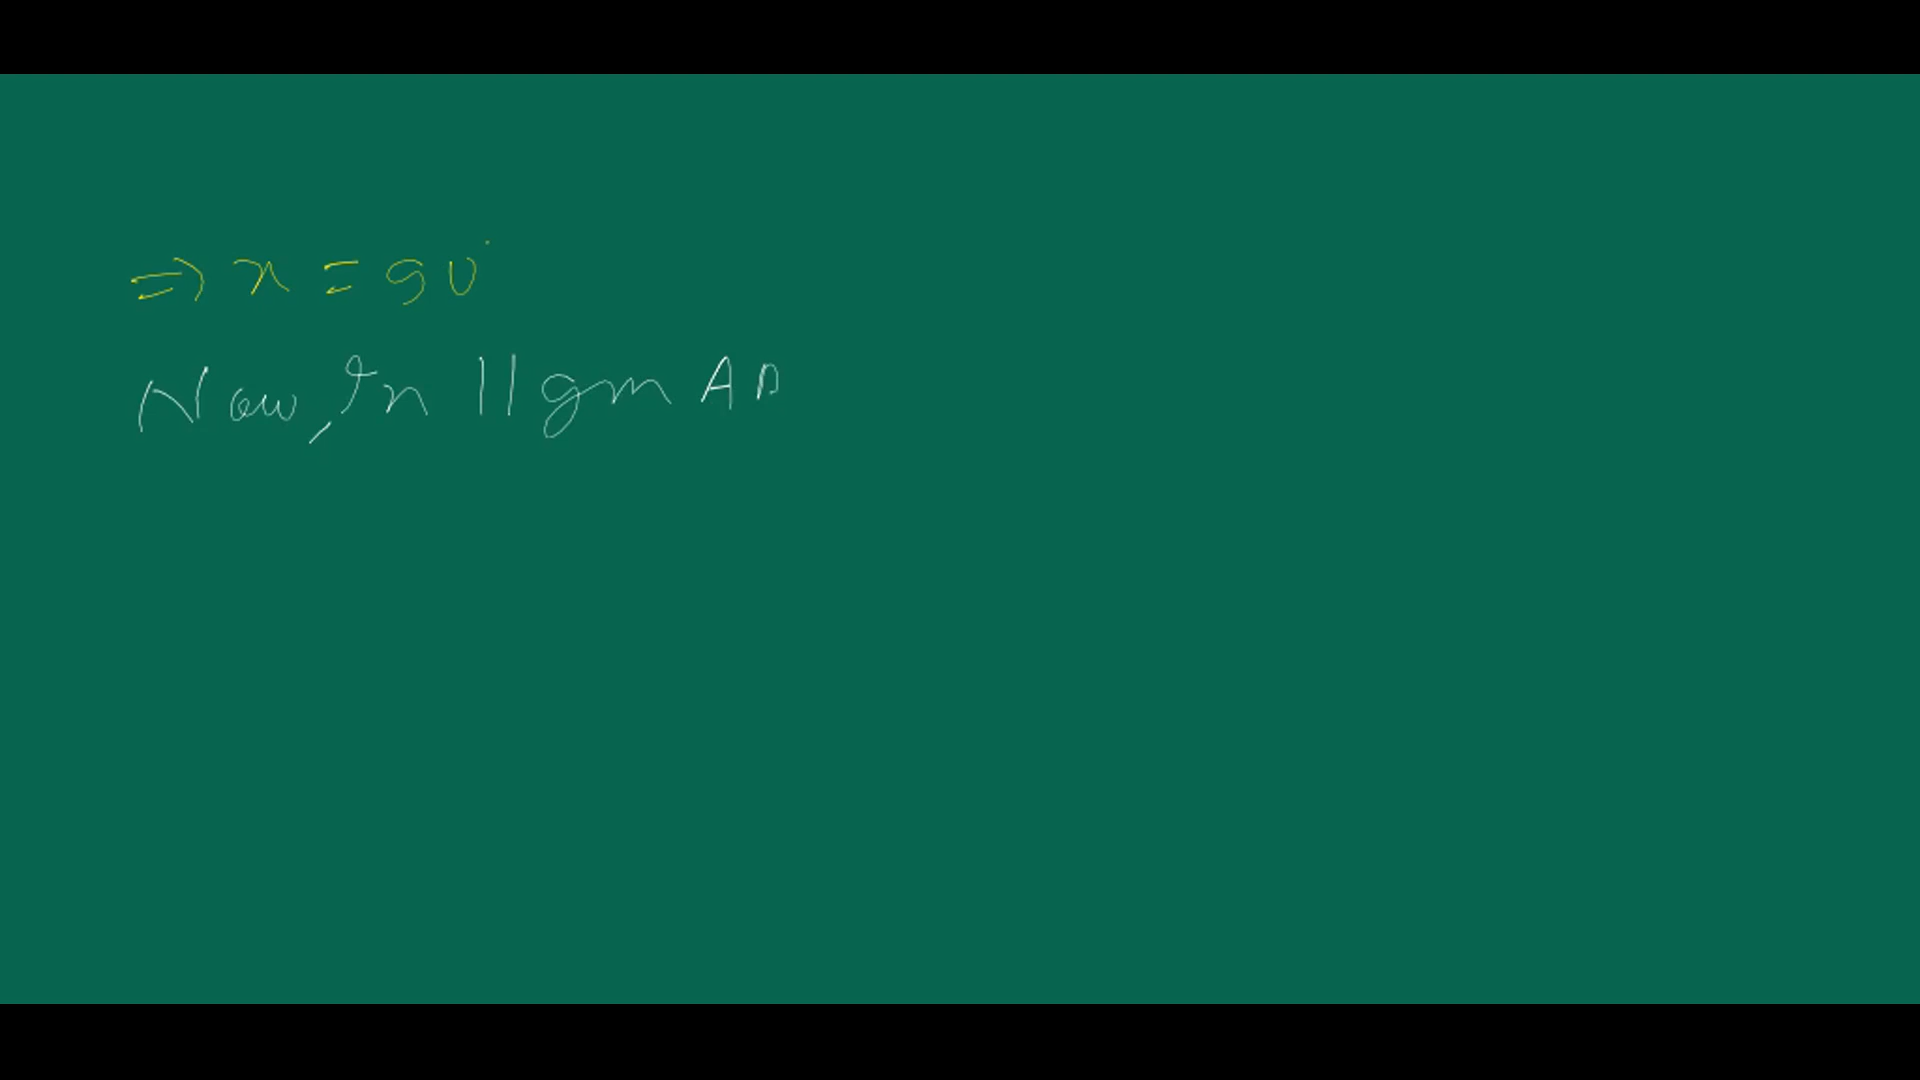 ⇒ x = 90°
Now, In ||gm AD